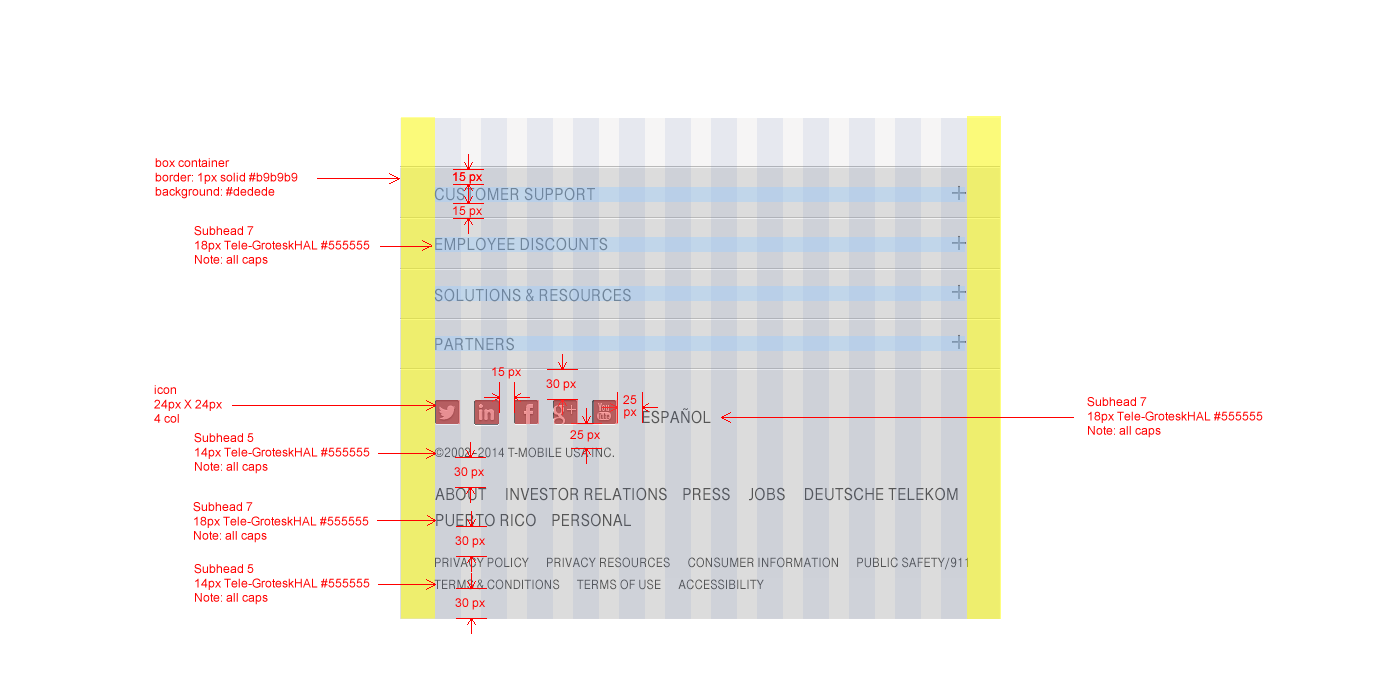 box container
border: 1px solid #b9b9b9
background: #dedede
15 px
CUSTOMER SUPPORT
15 px
Subhead 7
18px Tele-GroteskHAL #555555
Note: all caps
EMPLOYEE DISCOUNTS
SOLUTIONS & RESOURCES
PARTNERS
15 px
30 px
icon
24px X 24px
4 col
in
f
g+
You
25
px
ESPAÑOL
Subhead 7
18px Tele-GroteskHAL #555555
Note: all caps
25 px
Subhead 5
14px Tele-GroteskHAL #555555
Note: all caps
©2002-2014 T-MOBILE USA INC.
30 px
ABOUT INVESTOR RELATIONS PRESS JOBS DEUTSCHE TELEKOM
Subhead 7
18px Tele-GroteskHAL #555555
Note: all caps
PUERTO RICO PERSONAL
30 px
PRIVACY POLICY PRIVACY RESOURCES CONSUMER INFORMATION PUBLIC SAFETY/911
Subhead 5
14px Tele-GroteskHAL #555555
Note: all caps
TERMS & CONDITIONS TERMS OF USE ACCESSIBILITY
30 px